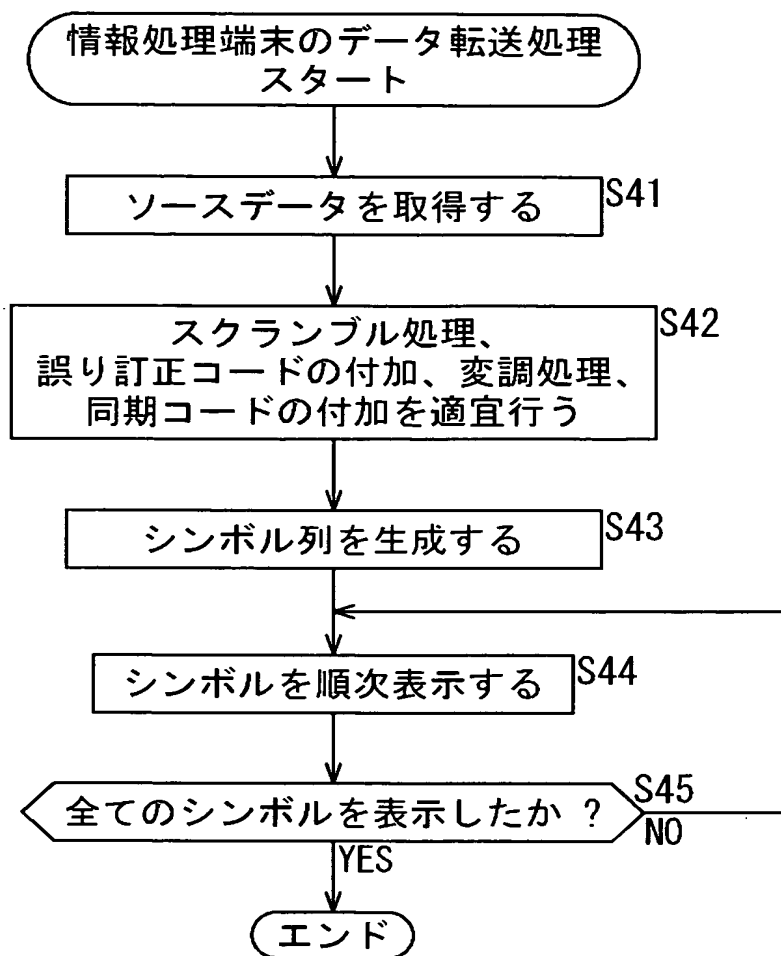 情報処理端末のデータ転送処理
スタート
ソースデータを取得する
S41
スクランブル処理、
誤り訂正コードの付加、変調処理、
同期コードの付加を適宜行う
S42
シンボル列を生成する
S43
シンボルを順次表示する
S44
全てのシンボルを表示したか ?
S45
NO
YES
エンド